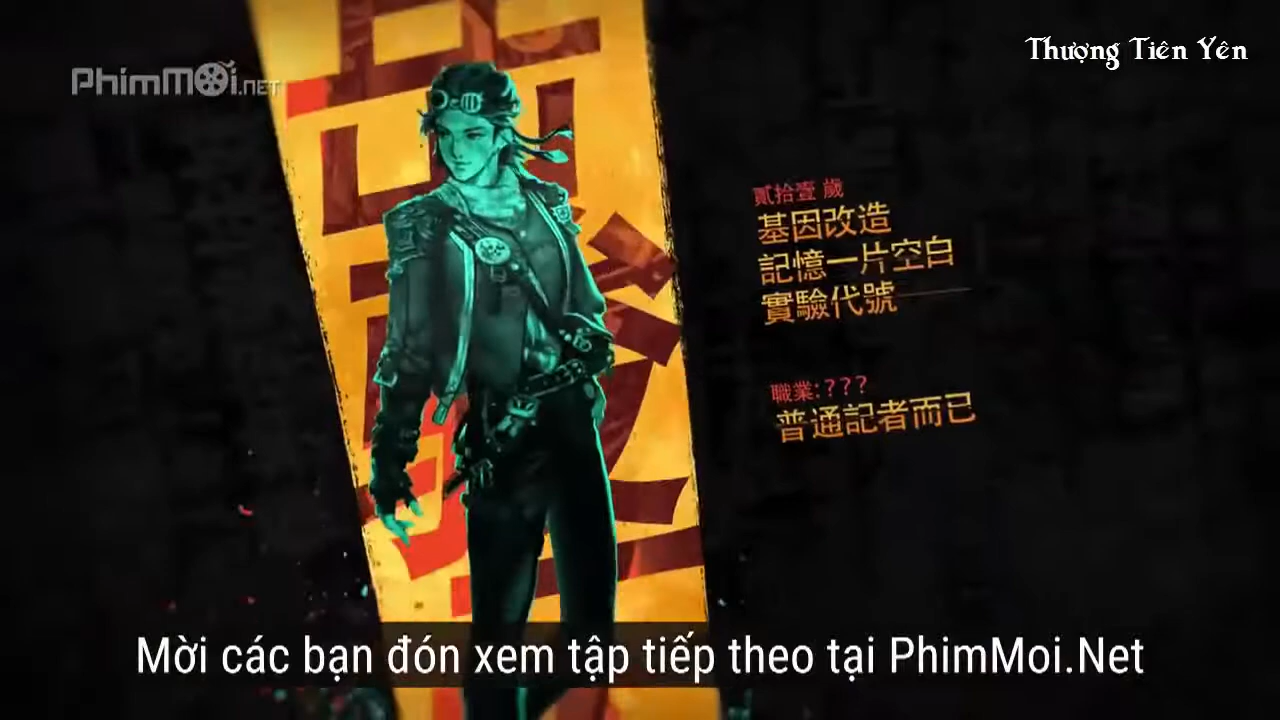 PhimMới.NET
Thượng Tiên Yên
貳拾壹 歲
基因改造
記憶一片空白
實驗代號——
職業:???
普通記者而已
Mời các bạn đón xem tập tiếp theo tại PhimMoi.Net